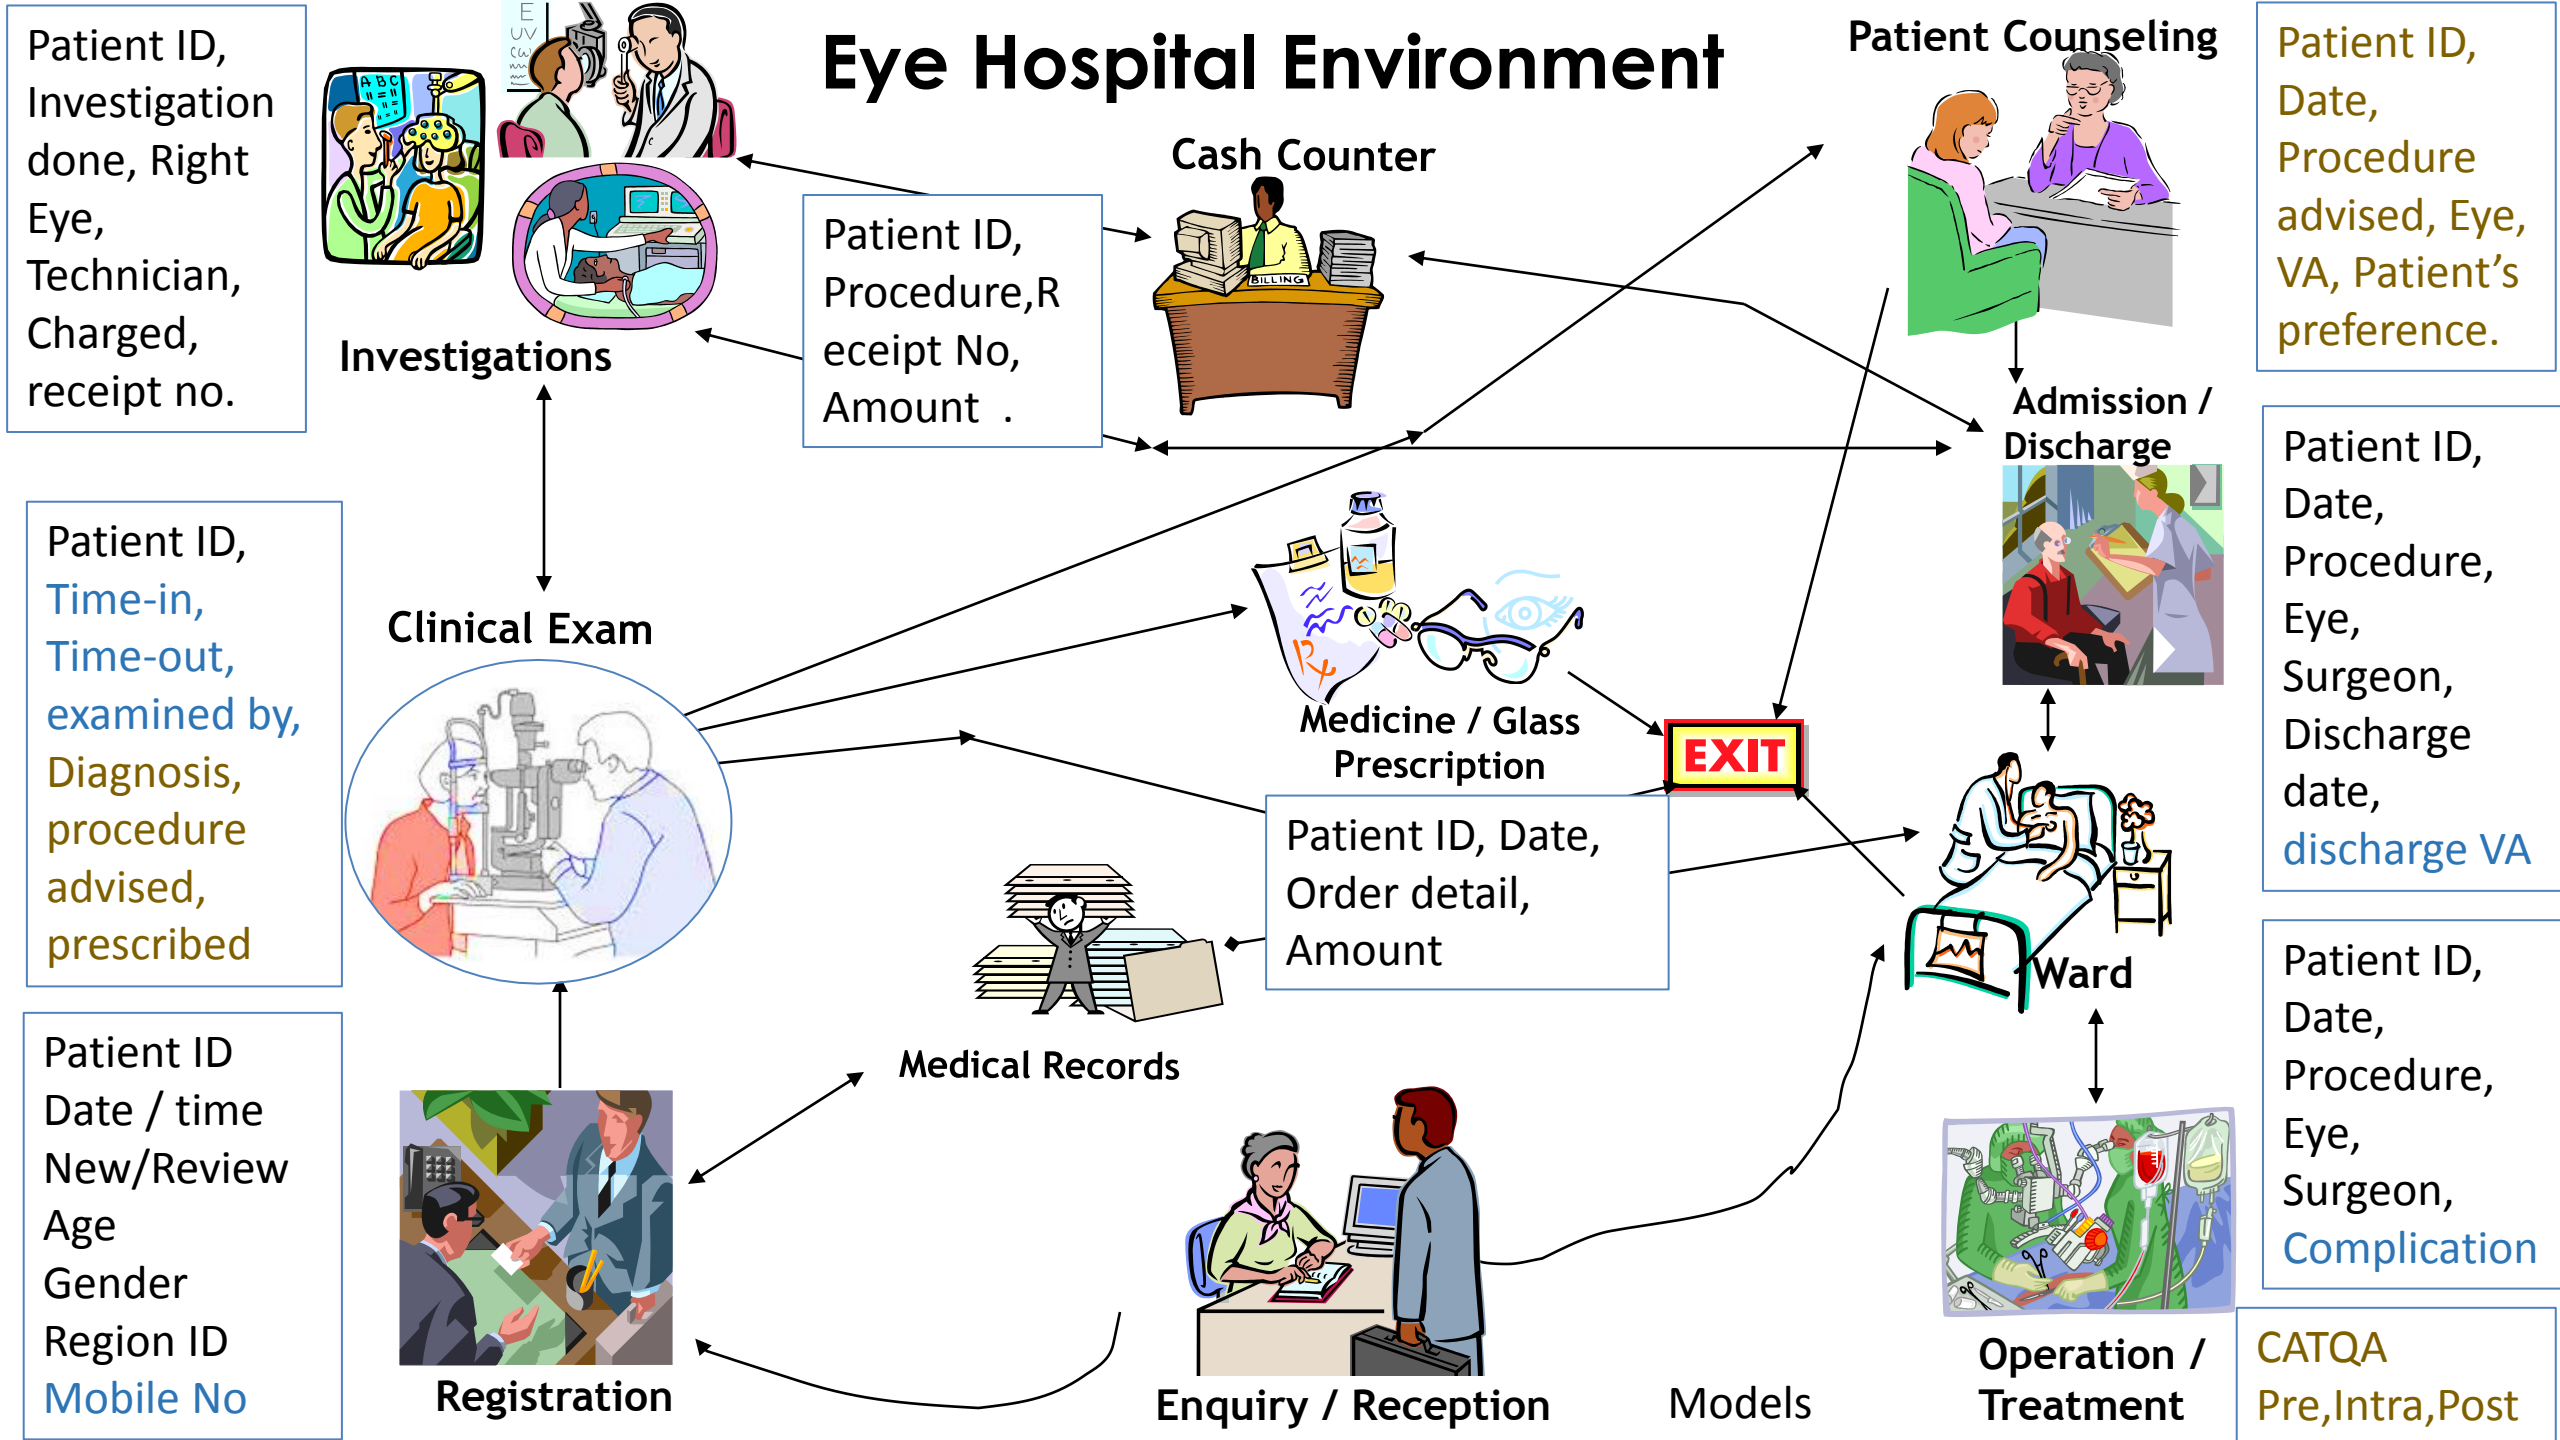 Eye Hospital Environment
Patient ID,
Investigation
done, Right
Eye,
Technician,
Charged,
receipt no.
E
UV
A B C
Investigations
Patient ID,
Procedure,R
eceipt No,
Amount .
Cash Counter
BILLING
Patient Counseling
Patient ID,
Date,
Procedure
advised, Eye,
VA, Patient’s
preference.
Admission /
Discharge
Patient ID,
Date,
Procedure,
Eye,
Surgeon,
Discharge
date,
discharge VA
Patient ID,
Time-in,
Time-out,
examined by,
Diagnosis,
procedure
advised,
prescribed
Clinical Exam
Medicine / Glass
Prescription
EXIT
Patient ID, Date,
Order detail,
Amount
Medical Records
Ward
Patient ID,
Date,
Procedure,
Eye,
Surgeon,
Complication
Patient ID
Date / time
New/Review
Age
Gender
Region ID
Mobile No
Registration
Enquiry / Reception
Models
Operation /
Treatment
CATQA
Pre,Intra,Post